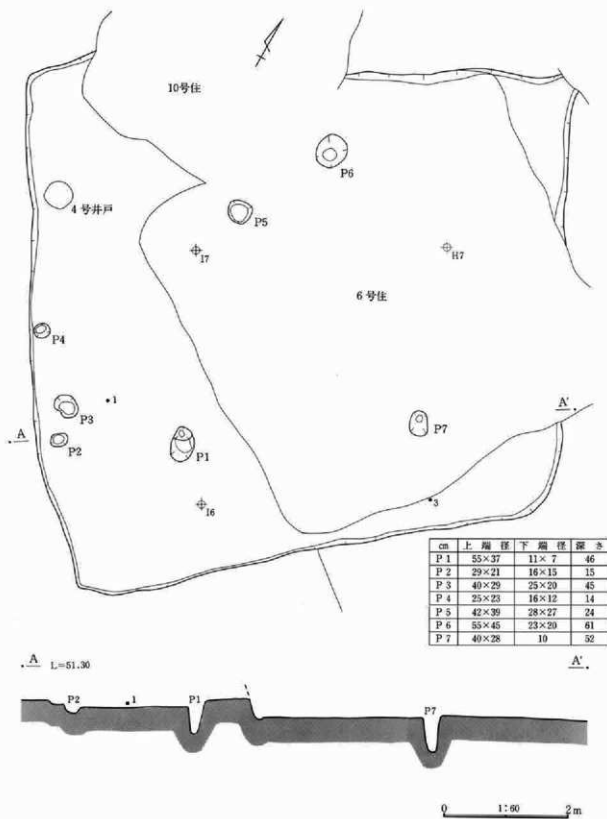 10号住
P6
4号井戸
P5
I7
H7
6号住
P4
1
A'
P3
A
P2
P1
P7
I6
3
cm 上端径 下端径 深さ
P1 55×37 11×7 46
P2 29×21 16×15 15
P3 40×29 25×20 45
P4 25×23 16×12 14
P5 42×39 28×27 24
P6 55×45 23×20 61
P7 40×28 10 52
A L=51.30 A'
P2 1 P1 P7
0 1:60 2m